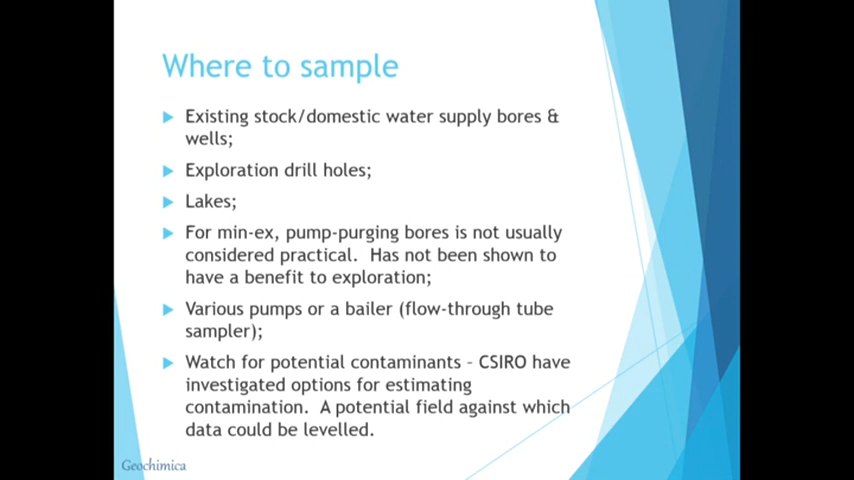 Where to sample
Existing stock/domestic water supply bores &
wells;
Exploration drill holes;
Lakes;
For min-ex, pump-purging bores is not usually
considered practical.  Has not been shown to
have a benefit to exploration;
Various pumps or a bailer (flow-through tube
sampler);
Watch for potential contaminants – CSIRO have
investigated options for estimating
contamination.  A potential field against which
data could be levelled.
Geochimica